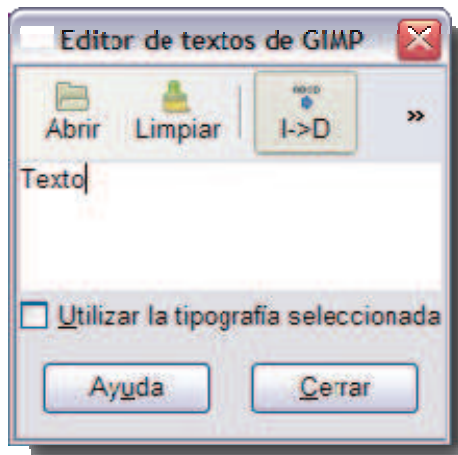 Editor de textos de GIMP
Abrir Limpiar I->D »
Texto
Utilizar la tipografía seleccionada
Ayuda Cerrar